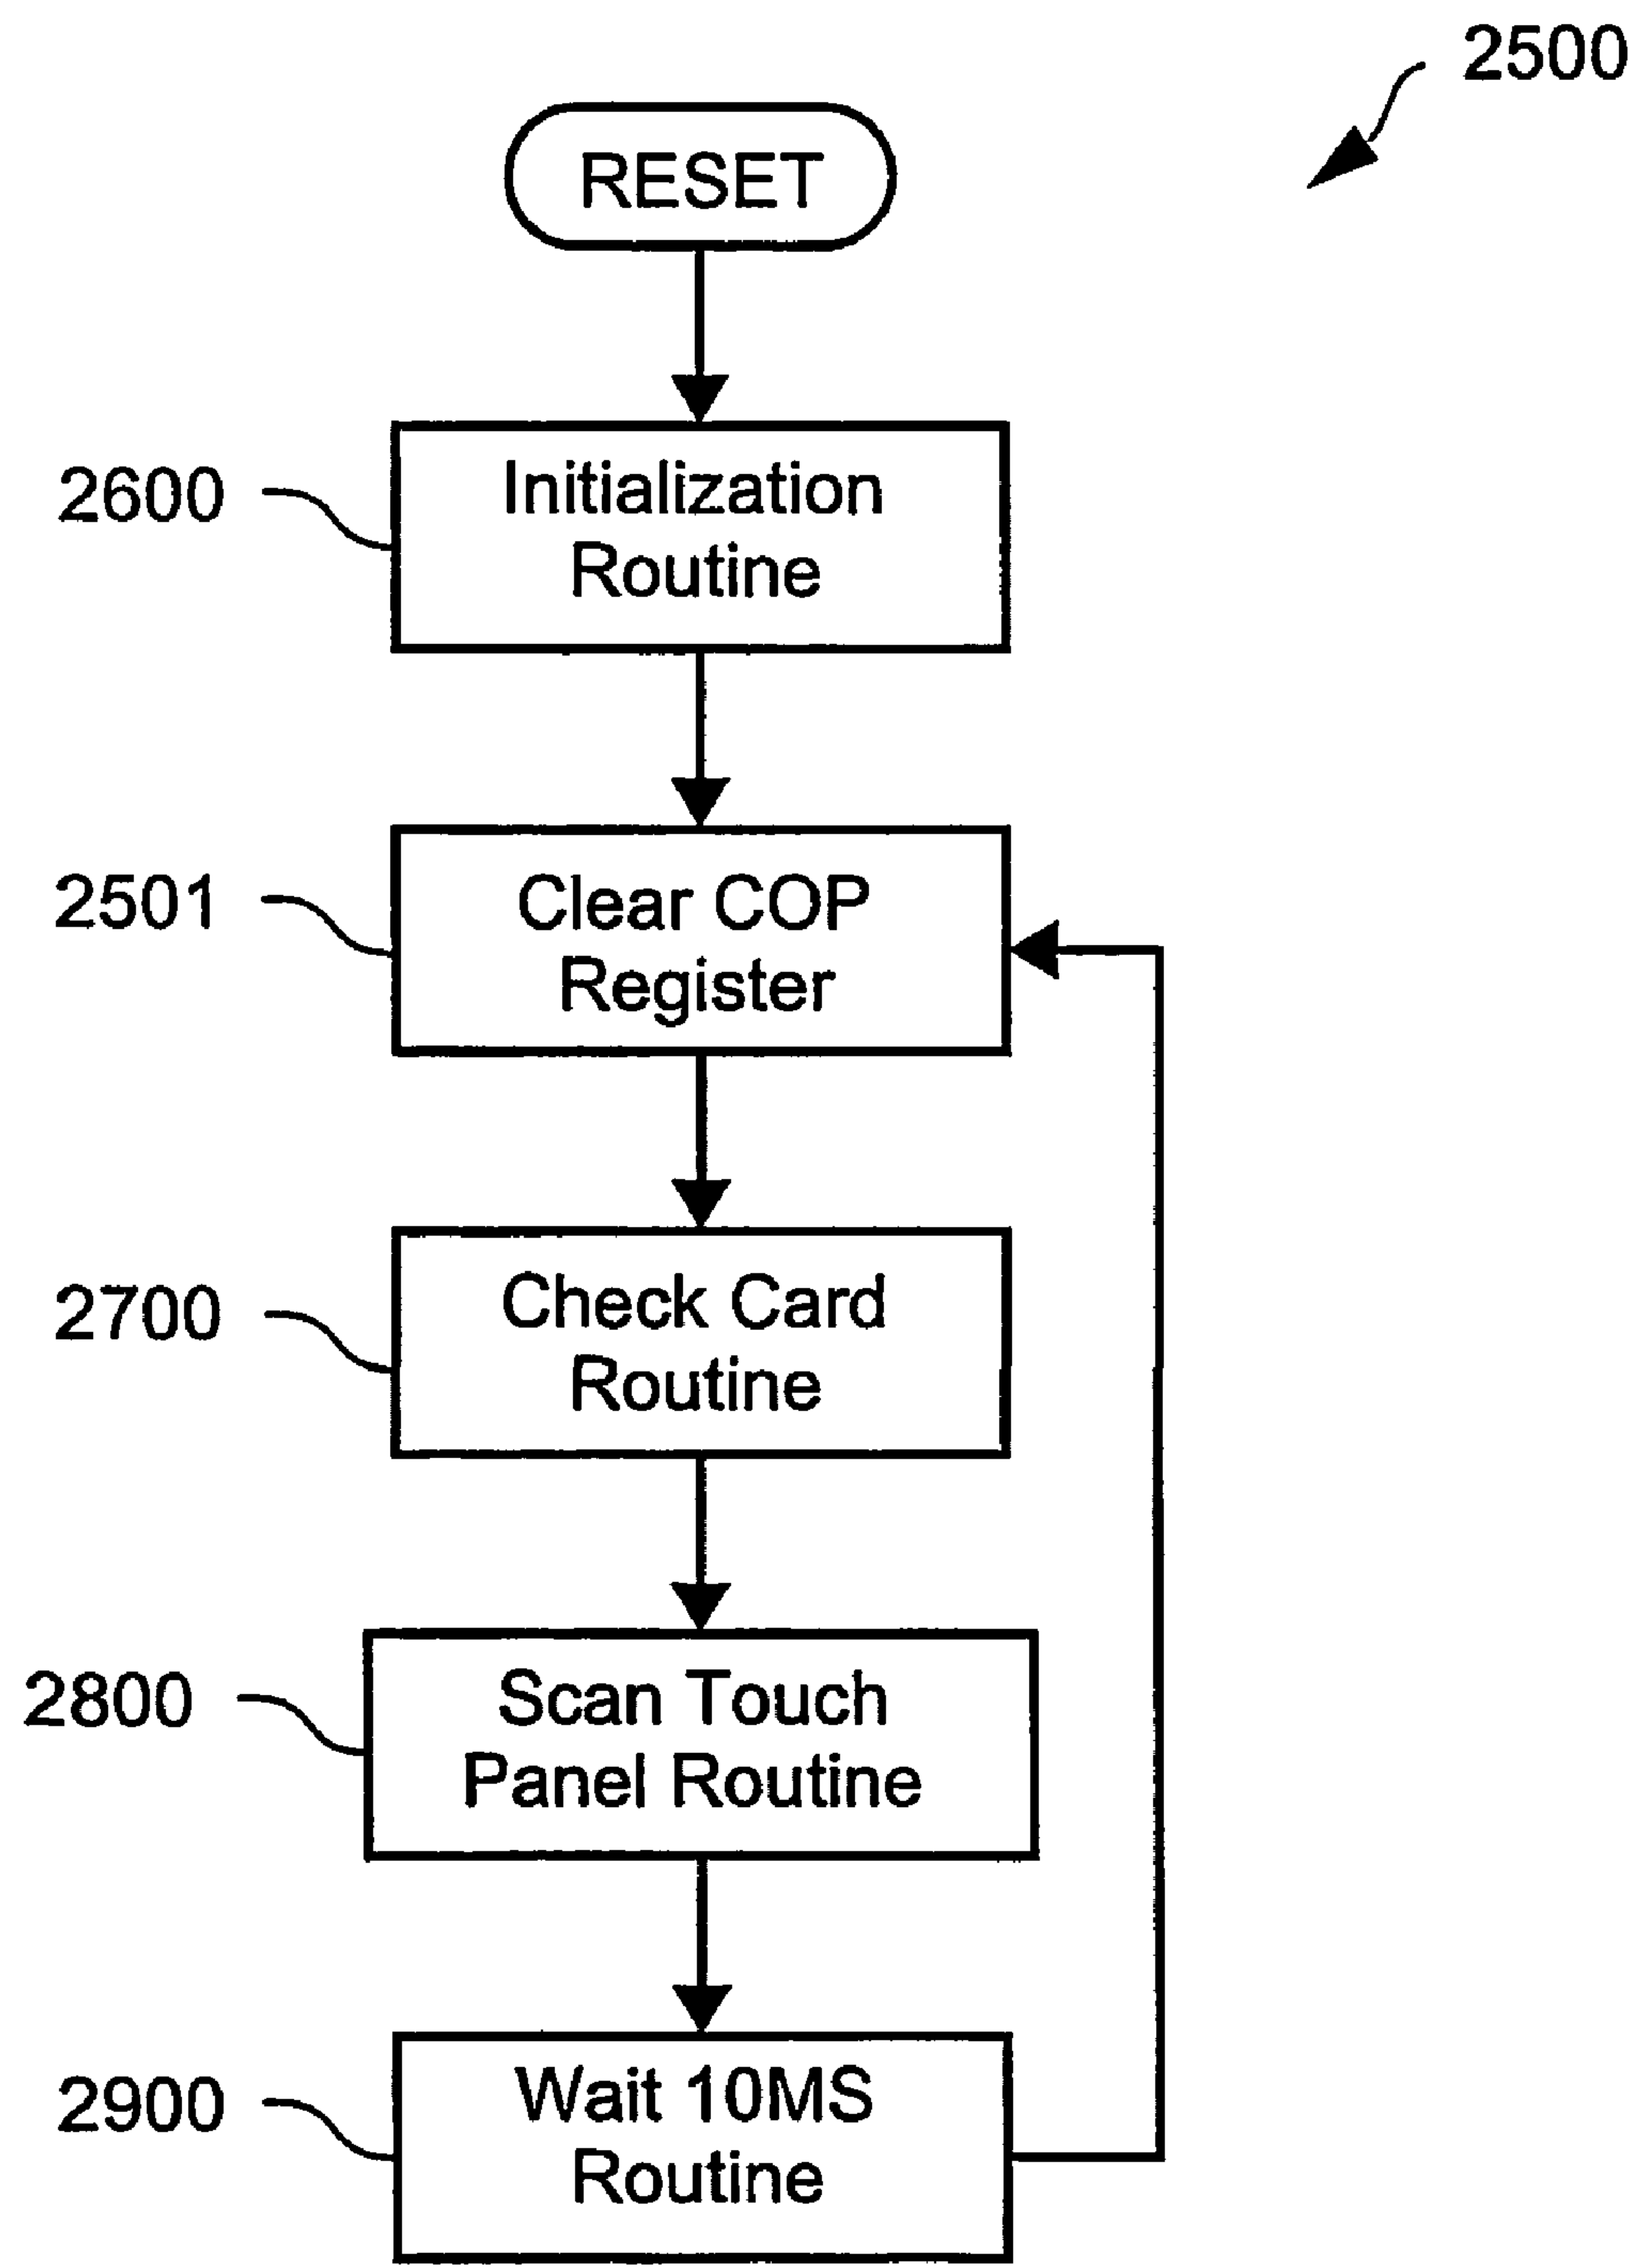 2500
RESET
2600
Initialization
Routine
2501
Clear COP
Register
2700
Check Card
Routine
2800
Scan Touch
Panel Routine
2900
Wait 10MS
Routine